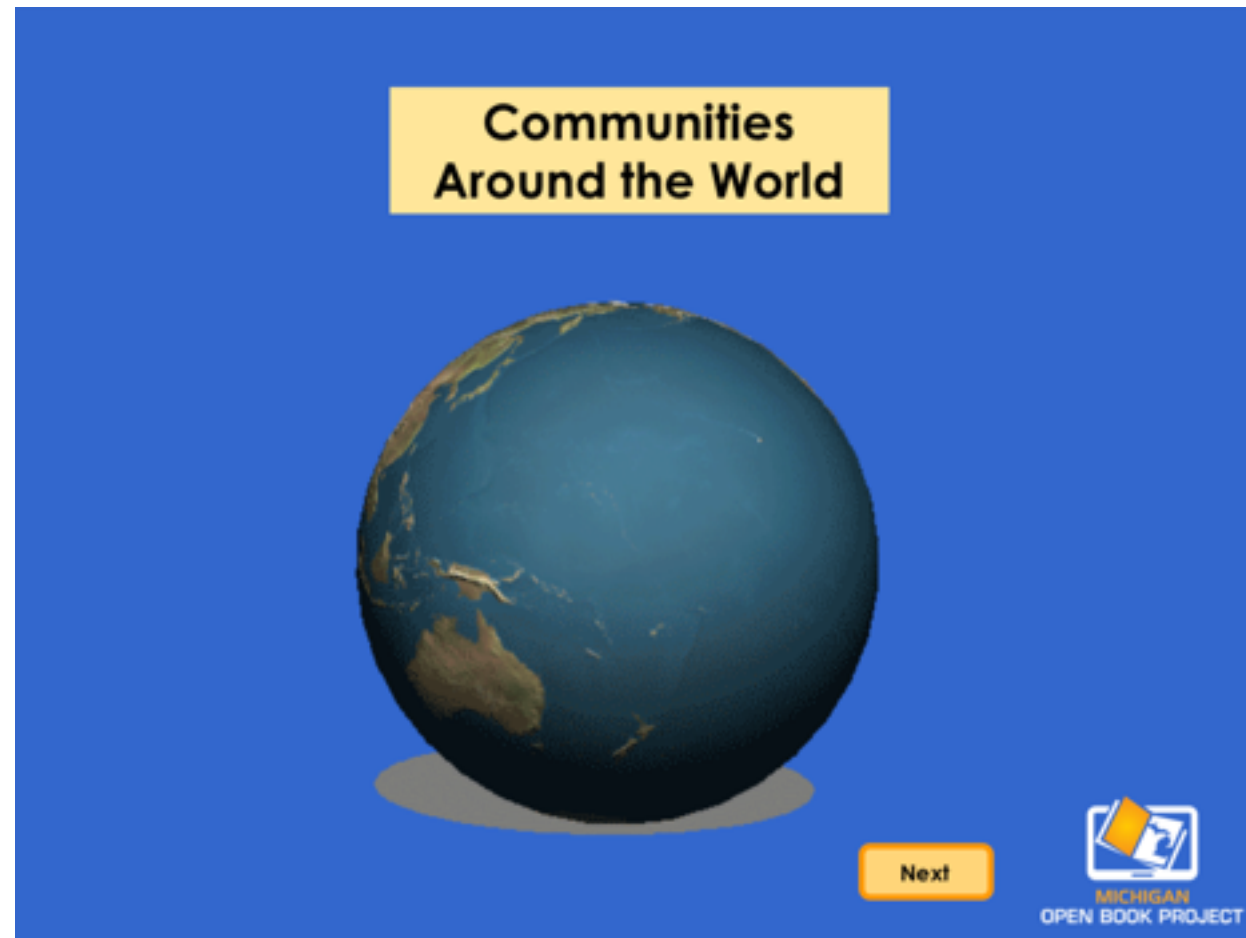 Communities
Around the World
Next
MICHIGAN
OPEN BOOK PROJECT